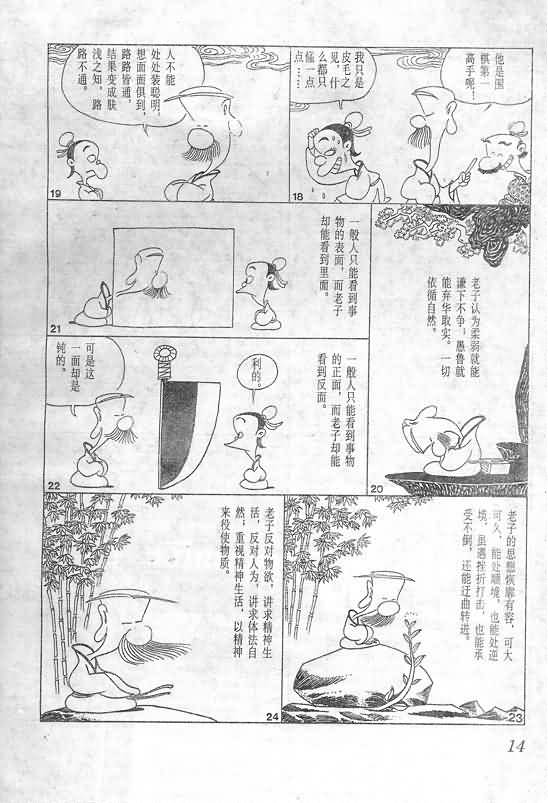 他是围
棋第一
高手呢！
我只是
皮毛之
见，什
么都只
懂一点
点……
18
人不能
处处装聪明，
想面面俱到，
路路皆通，
结果变成肤
浅之知，路
路不通。
19
老子认为柔弱就能
谦下不争；愚鲁就
能弃华取实。一切
依循自然。
20
一般人只能看到事
物的表面，而老子
却能看到里面。
21
一般人只能看到事物
的正面，而老子却能
看到反面。
利的。
可是这
一面却是
钝的。
22
老子的思想恢廓有容，可大
可久，能处顺境，也能处逆
境，虽遇挫折打击，也能承
受不倒，还能迂曲转进。
23
老子反对物欲，讲求精神生
活，反对人为，讲求体法自
然；重视精神生活，以精神
来役使物质。
24
14